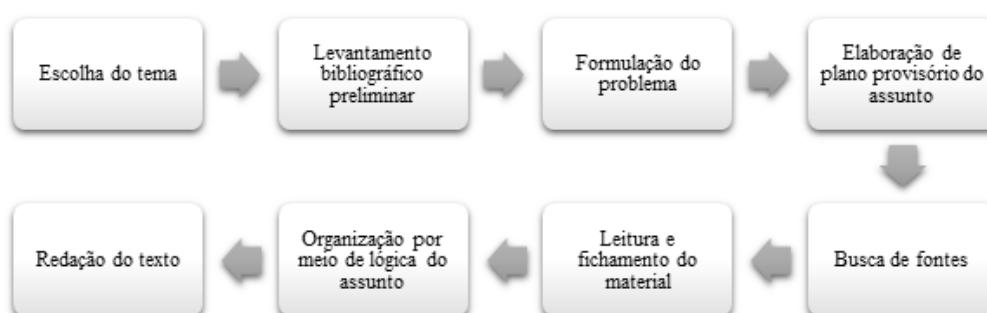 Escolha do tema
Levantamento
bibliográfico
preliminar
Formulação do
problema
Elaboração de
plano provisório do
assunto
Busca de fontes
Leitura e
fichamento do
material
Organização por
meio de lógica do
assunto
Redação do texto